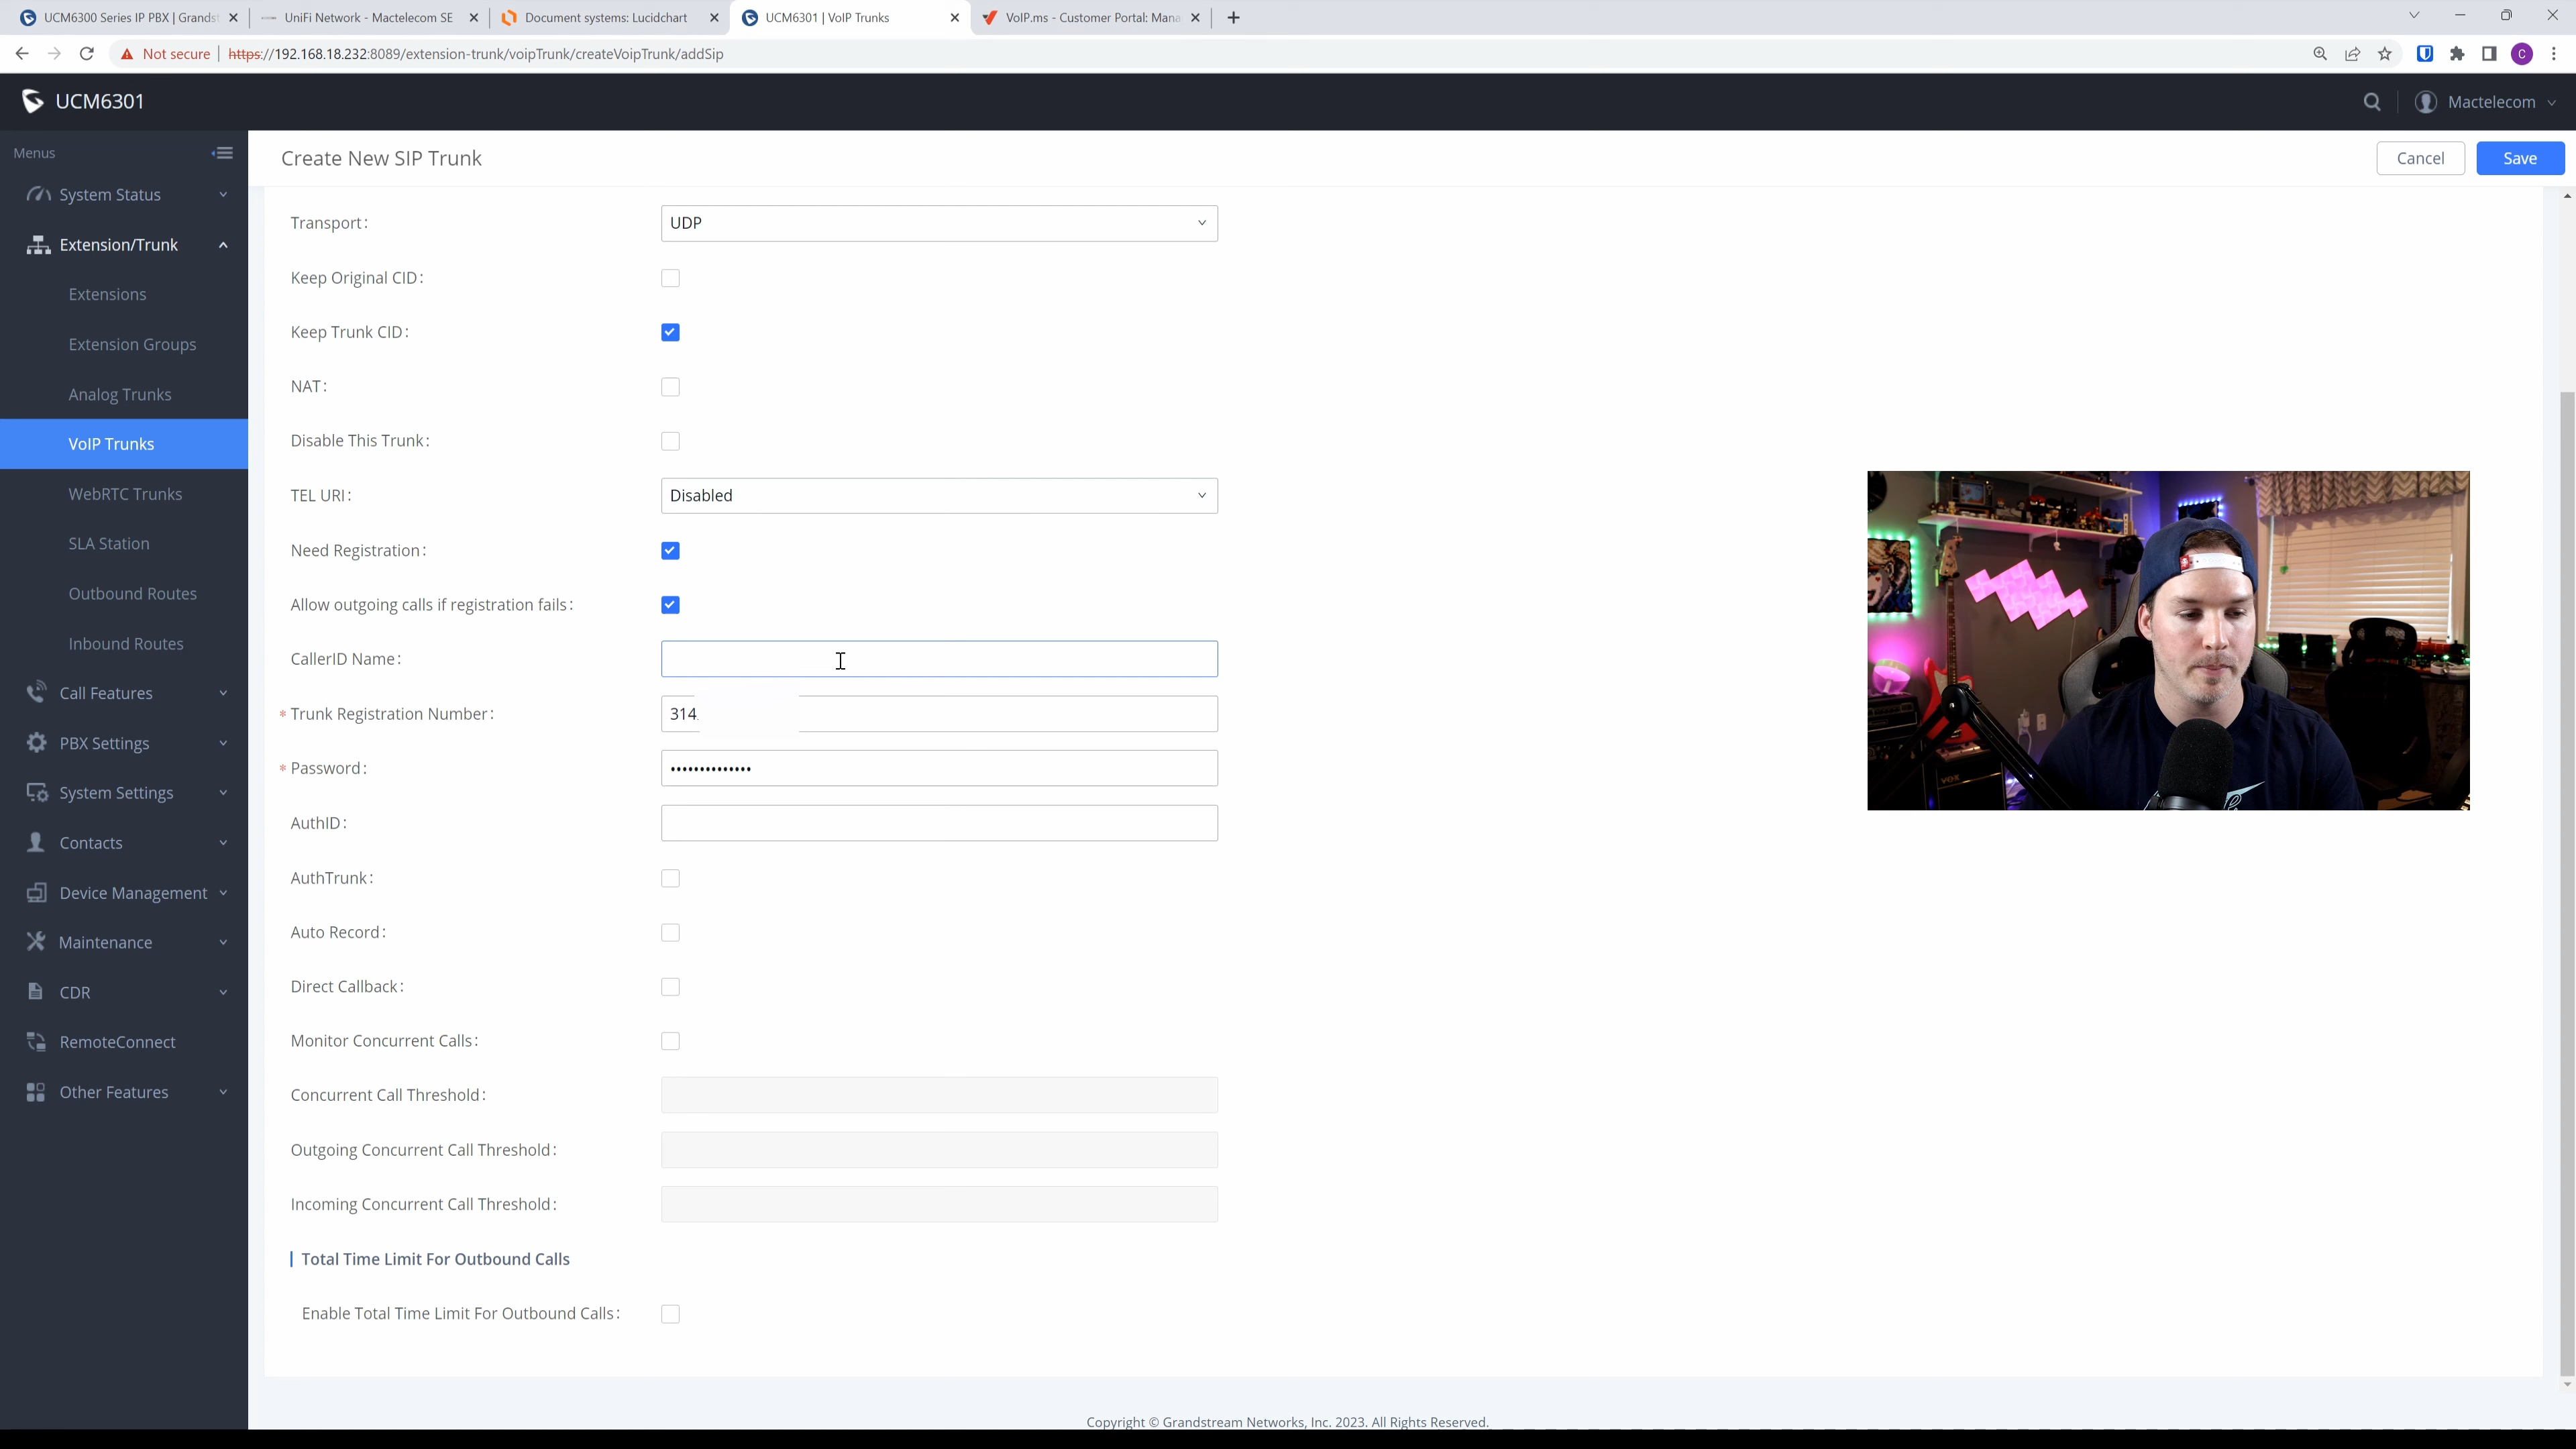 UCM6300 Series IP PBX | Grandst
UniFi Network - Mactelecom SE
Document systems: Lucidchart
UCM6301 | VoIP Trunks
VoIP.ms - Customer Portal: Mana
Not secure
https://192.168.18.232:8089/extension-trunk/voipTrunk/createVoipTrunk/addSip
C
UCM6301
Mactelecom
Menus
System Status
Extension/Trunk
Extensions
Extension Groups
Analog Trunks
VoIP Trunks
WebRTC Trunks
SLA Station
Outbound Routes
Inbound Routes
Call Features
PBX Settings
System Settings
Contacts
Device Management
Maintenance
CDR
RemoteConnect
Other Features
Create New SIP Trunk
Cancel
Save
Transport:
UDP
Keep Original CID:
Keep Trunk CID:
NAT:
Disable This Trunk:
TEL URI:
Disabled
Need Registration:
Allow outgoing calls if registration fails:
CallerID Name:
* Trunk Registration Number:
314
* Password:
••••••••••••••
AuthID:
AuthTrunk:
Auto Record:
Direct Callback:
Monitor Concurrent Calls:
Concurrent Call Threshold:
Outgoing Concurrent Call Threshold:
Incoming Concurrent Call Threshold:
Total Time Limit For Outbound Calls
Enable Total Time Limit For Outbound Calls:
VOX
Copyright © Grandstream Networks, Inc. 2023. All Rights Reserved.